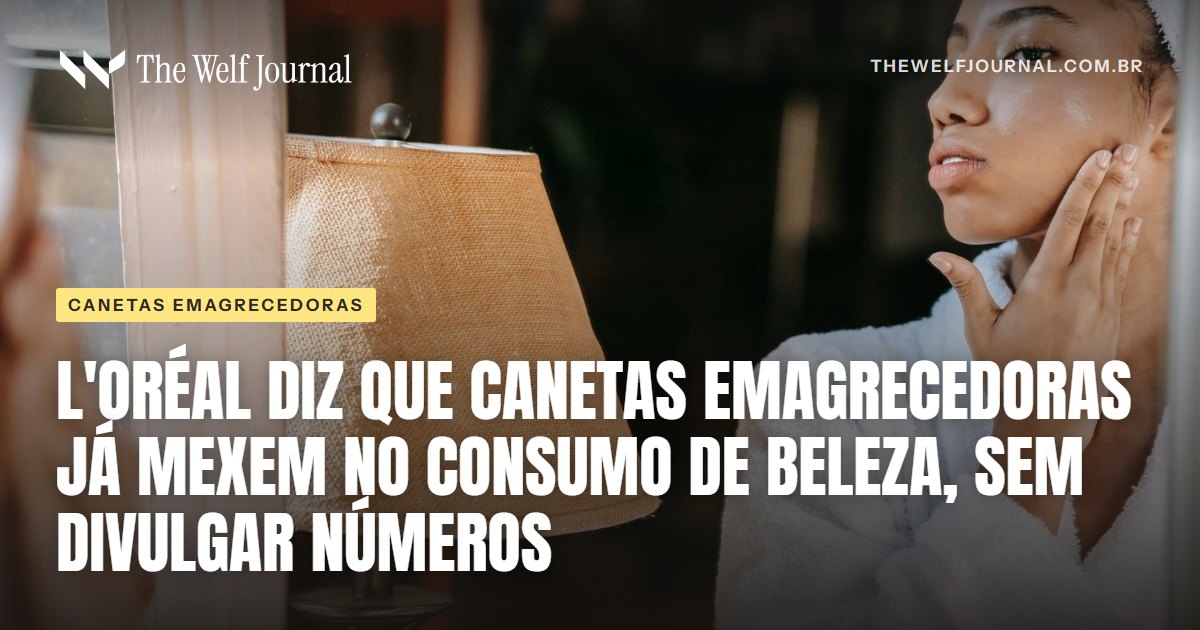 The Welf Journal
THEWELFJOURNAL.COM.BR
CANETAS EMAGRECEDORAS
L'ORÉAL DIZ QUE CANETAS EMAGRECEDORAS
JÁ MEXEM NO CONSUMO DE BELEZA, SEM
DIVULGAR NÚMEROS